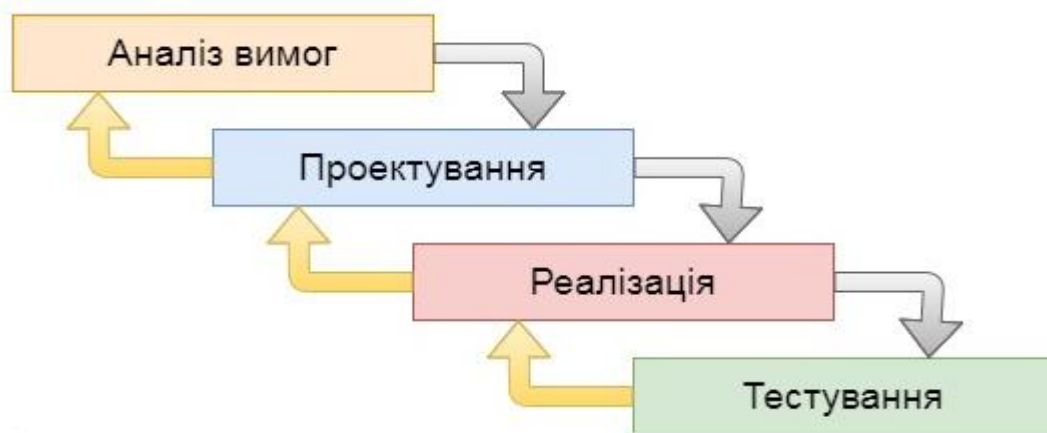 Аналіз вимог
Проектування
Реалізація
Тестування